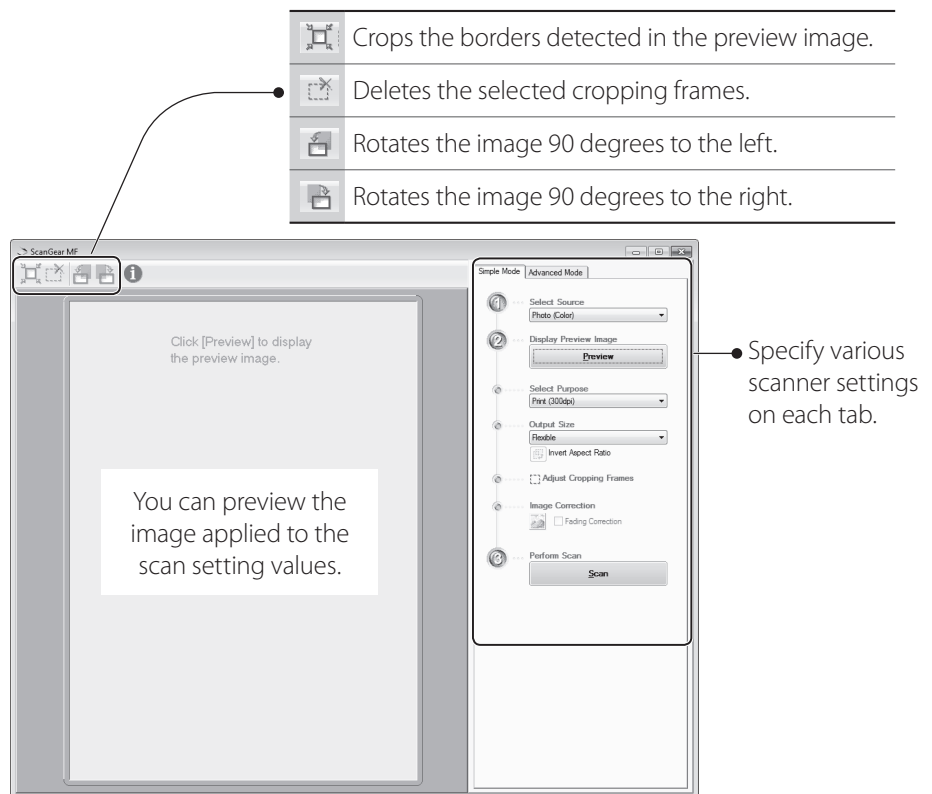 Crops the borders detected in the preview image.
Deletes the selected cropping frames.
Rotates the image 90 degrees to the left.
Rotates the image 90 degrees to the right.
ScanGear MF
Simple Mode
Advanced Mode
1
Select Source
Photo (Color)
Click [Preview] to display
the preview image.
2
Display Preview Image
Preview
Specify various
scanner settings
on each tab.
Select Purpose
Print (300dpi)
Output Size
Flexible
Invert Aspect Ratio
Adjust Cropping Frames
You can preview the
image applied to the
scan setting values.
Image Correction
Fading Correction
3
Perform Scan
Scan